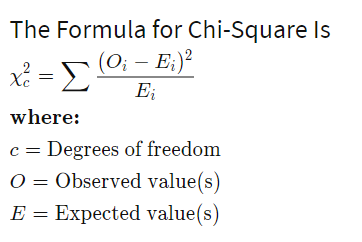 The Formula for Chi-Square Is
χ²_c = ∑ (O_i − E_i)² / E_i
where:
c = Degrees of freedom
O = Observed value(s)
E = Expected value(s)